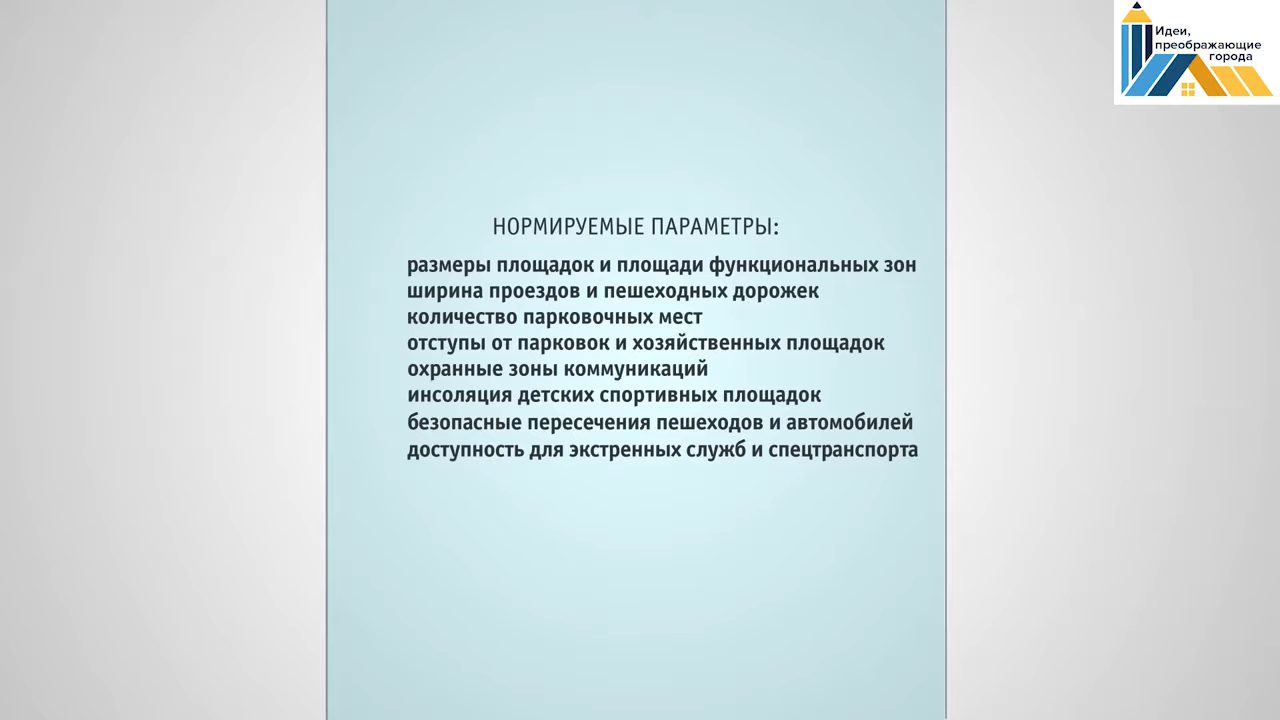 Идеи,
преображающие
города
НОРМИРУЕМЫЕ ПАРАМЕТРЫ:
размеры площадок и площади функциональных зон
ширина проездов и пешеходных дорожек
количество парковочных мест
отступы от парковок и хозяйственных площадок
охранные зоны коммуникаций
инсоляция детских спортивных площадок
безопасные пересечения пешеходов и автомобилей
доступность для экстренных служб и спецтранспорта